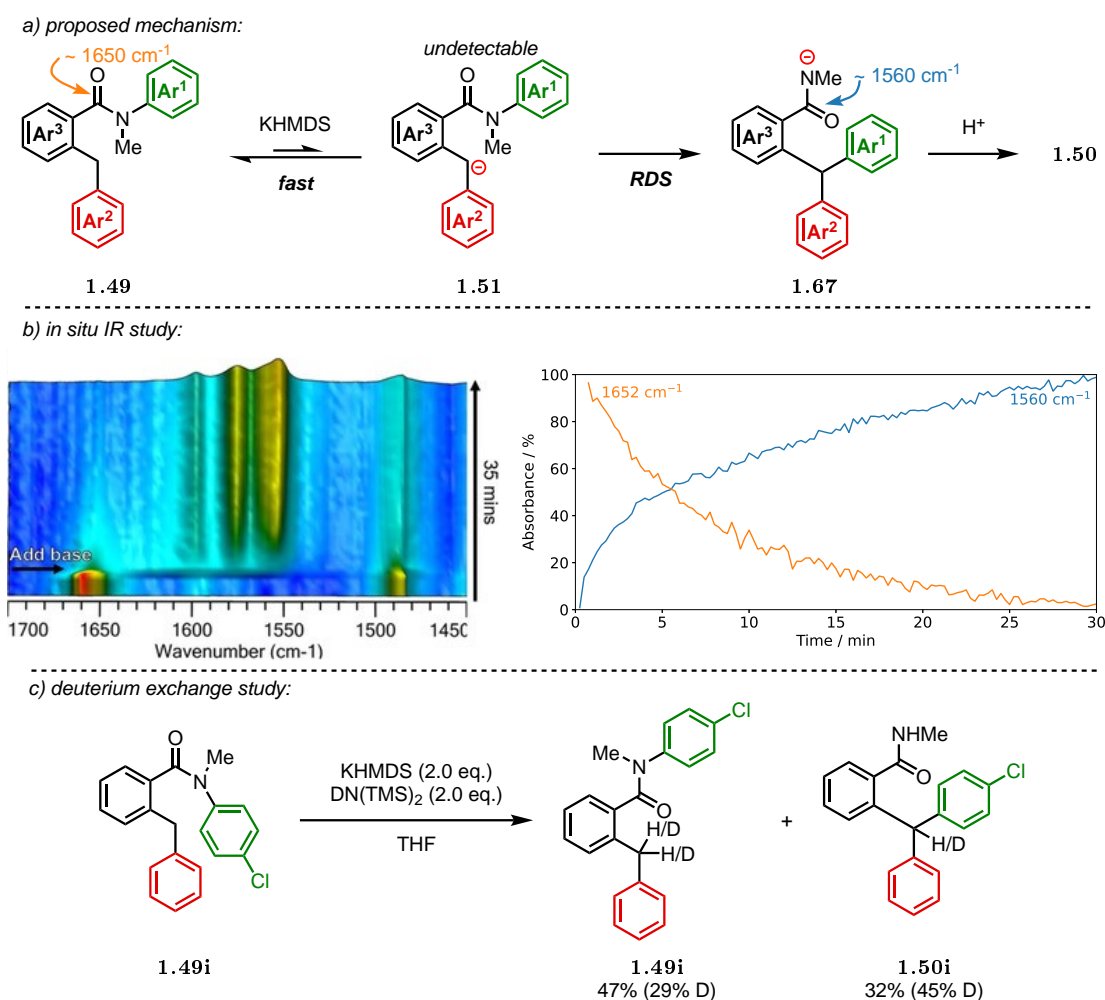 a) proposed mechanism:
~ 1650 cm⁻¹
O
Ar¹
Ar³
N
Me
Ar²
1.49
KHMDS
fast
undetectable
O
Ar¹
Ar³
N
Me
⊖
Ar²
1.51
RDS
⊖
NMe
~ 1560 cm⁻¹
O
Ar³
Ar¹
Ar²
1.67
H⁺
1.50
b) in situ IR study:
Add base
35 mins
1700 1650 1600 1550 1500 1450
Wavenumber (cm-1)
100
80
60
40
20
0
Absorbance / %
1652 cm⁻¹
1560 cm⁻¹
0 5 10 15 20 25 30
Time / min
c) deuterium exchange study:
O
Me
N
Cl
1.49i
KHMDS (2.0 eq.)
DN(TMS)₂ (2.0 eq.)
THF
Cl
Me
N
O
H/D
H/D
1.49i
47% (29% D)
+
NHMe
O
Cl
H/D
1.50i
32% (45% D)